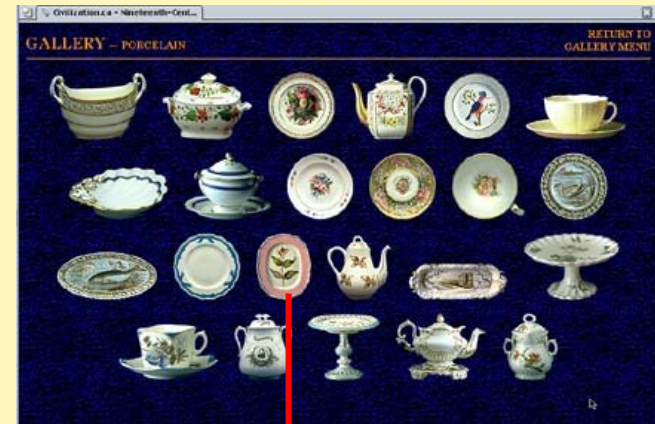 Civilization.ca - Nineteenth-Cent...
GALLERY – PORCELAIN
RETURN TO
GALLERY MENU